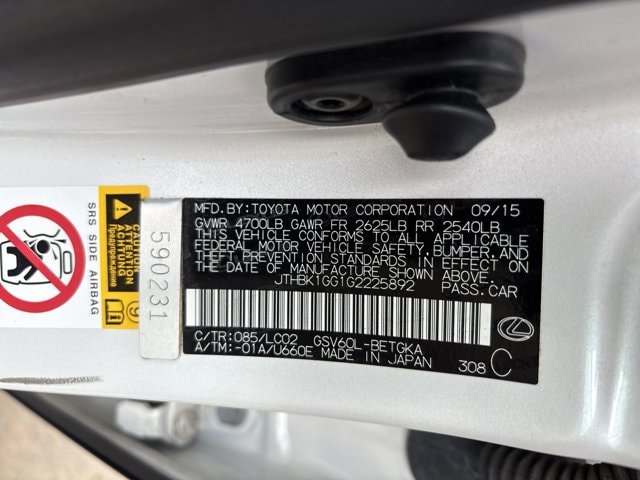 MFD.BY:TOYOTA MOTOR CORPORATION 09/15
GVWR 4700LB GAWR FR 2625LB RR 2540LB
THIS VEHICLE CONFORMS TO ALL APPLICABLE
FEDERAL MOTOR VEHICLE SAFETY, BUMPER, AND
THEFT PREVENTION STANDARDS IN EFFECT ON
THE DATE OF MANUFACTURE SHOWN ABOVE.
JTHBK1GG1G2225892 PASS.CAR
C/TR:085/LC02 GSV60L-BETGKA
A/TM:-01A/U660E MADE IN JAPAN 308 C
590231
SRS SIDE AIRBAG
CAUTION
ATTENTION
ACHTUNG
Предупреждение